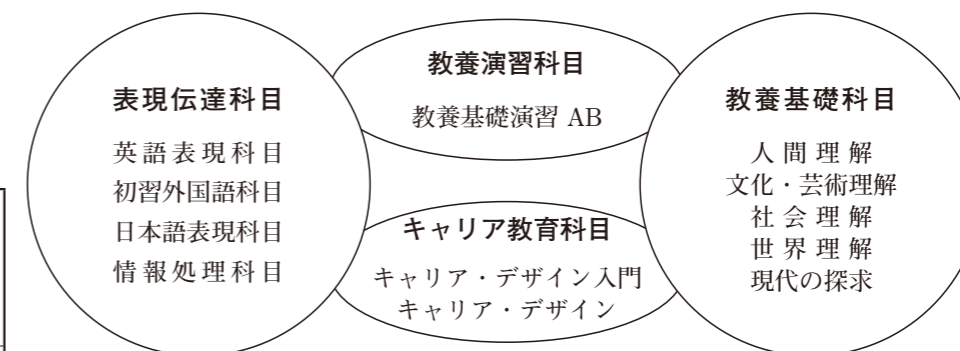 表現伝達科目
英語表現科目
初習外国語科目
日本語表現科目
情報処理科目
教養演習科目
教養基礎演習 AB
キャリア教育科目
キャリア・デザイン入門
キャリア・デザイン
教養基礎科目
人間理解
文化・芸術理解
社会理解
世界理解
現代の探求